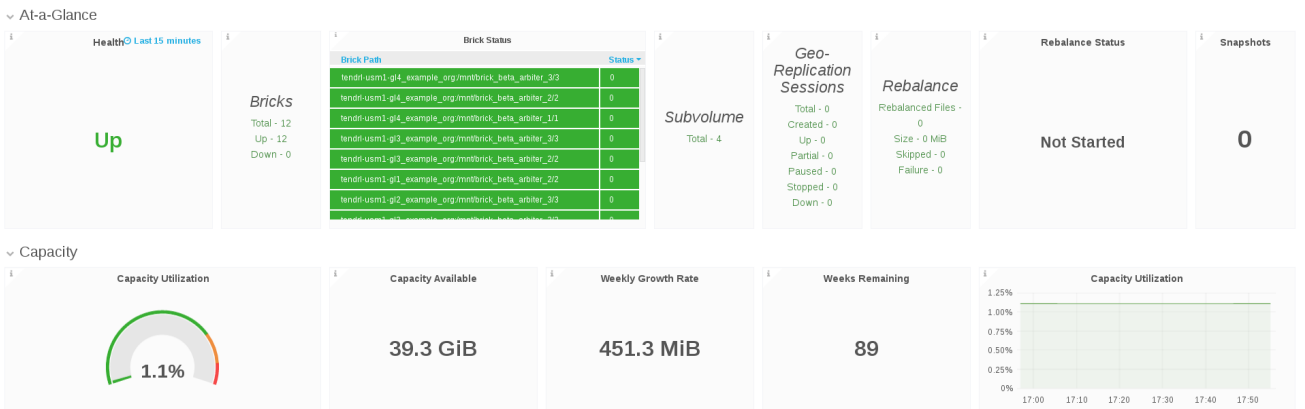 At-a-Glance
Health
Last 15 minutes
Up
Bricks
Total - 12
Up - 12
Down - 0
Brick Status
Brick Path Status
tendrl-usm1-gl4_example_org:/mnt/brick_beta_arbiter_3/3 0
tendrl-usm1-gl4_example_org:/mnt/brick_beta_arbiter_2/2 0
tendrl-usm1-gl4_example_org:/mnt/brick_beta_arbiter_1/1 0
tendrl-usm1-gl3_example_org:/mnt/brick_beta_arbiter_3/3 0
tendrl-usm1-gl3_example_org:/mnt/brick_beta_arbiter_2/2 0
tendrl-usm1-gl1_example_org:/mnt/brick_beta_arbiter_2/2 0
tendrl-usm1-gl2_example_org:/mnt/brick_beta_arbiter_3/3 0
Subvolume
Total - 4
Geo-
Replication
Sessions
Total - 0
Created - 0
Up - 0
Partial - 0
Paused - 0
Stopped - 0
Down - 0
Rebalance
Rebalanced Files -
0
Size - 0 MiB
Skipped - 0
Failure - 0
Rebalance Status
Not Started
Snapshots
0
Capacity
Capacity Utilization
1.1%
Capacity Available
39.3 GiB
Weekly Growth Rate
451.3 MiB
Weeks Remaining
89
Capacity Utilization
1.25%
1.00%
0.75%
0.50%
0.25%
0%
17:00 17:10 17:20 17:30 17:40 17:50